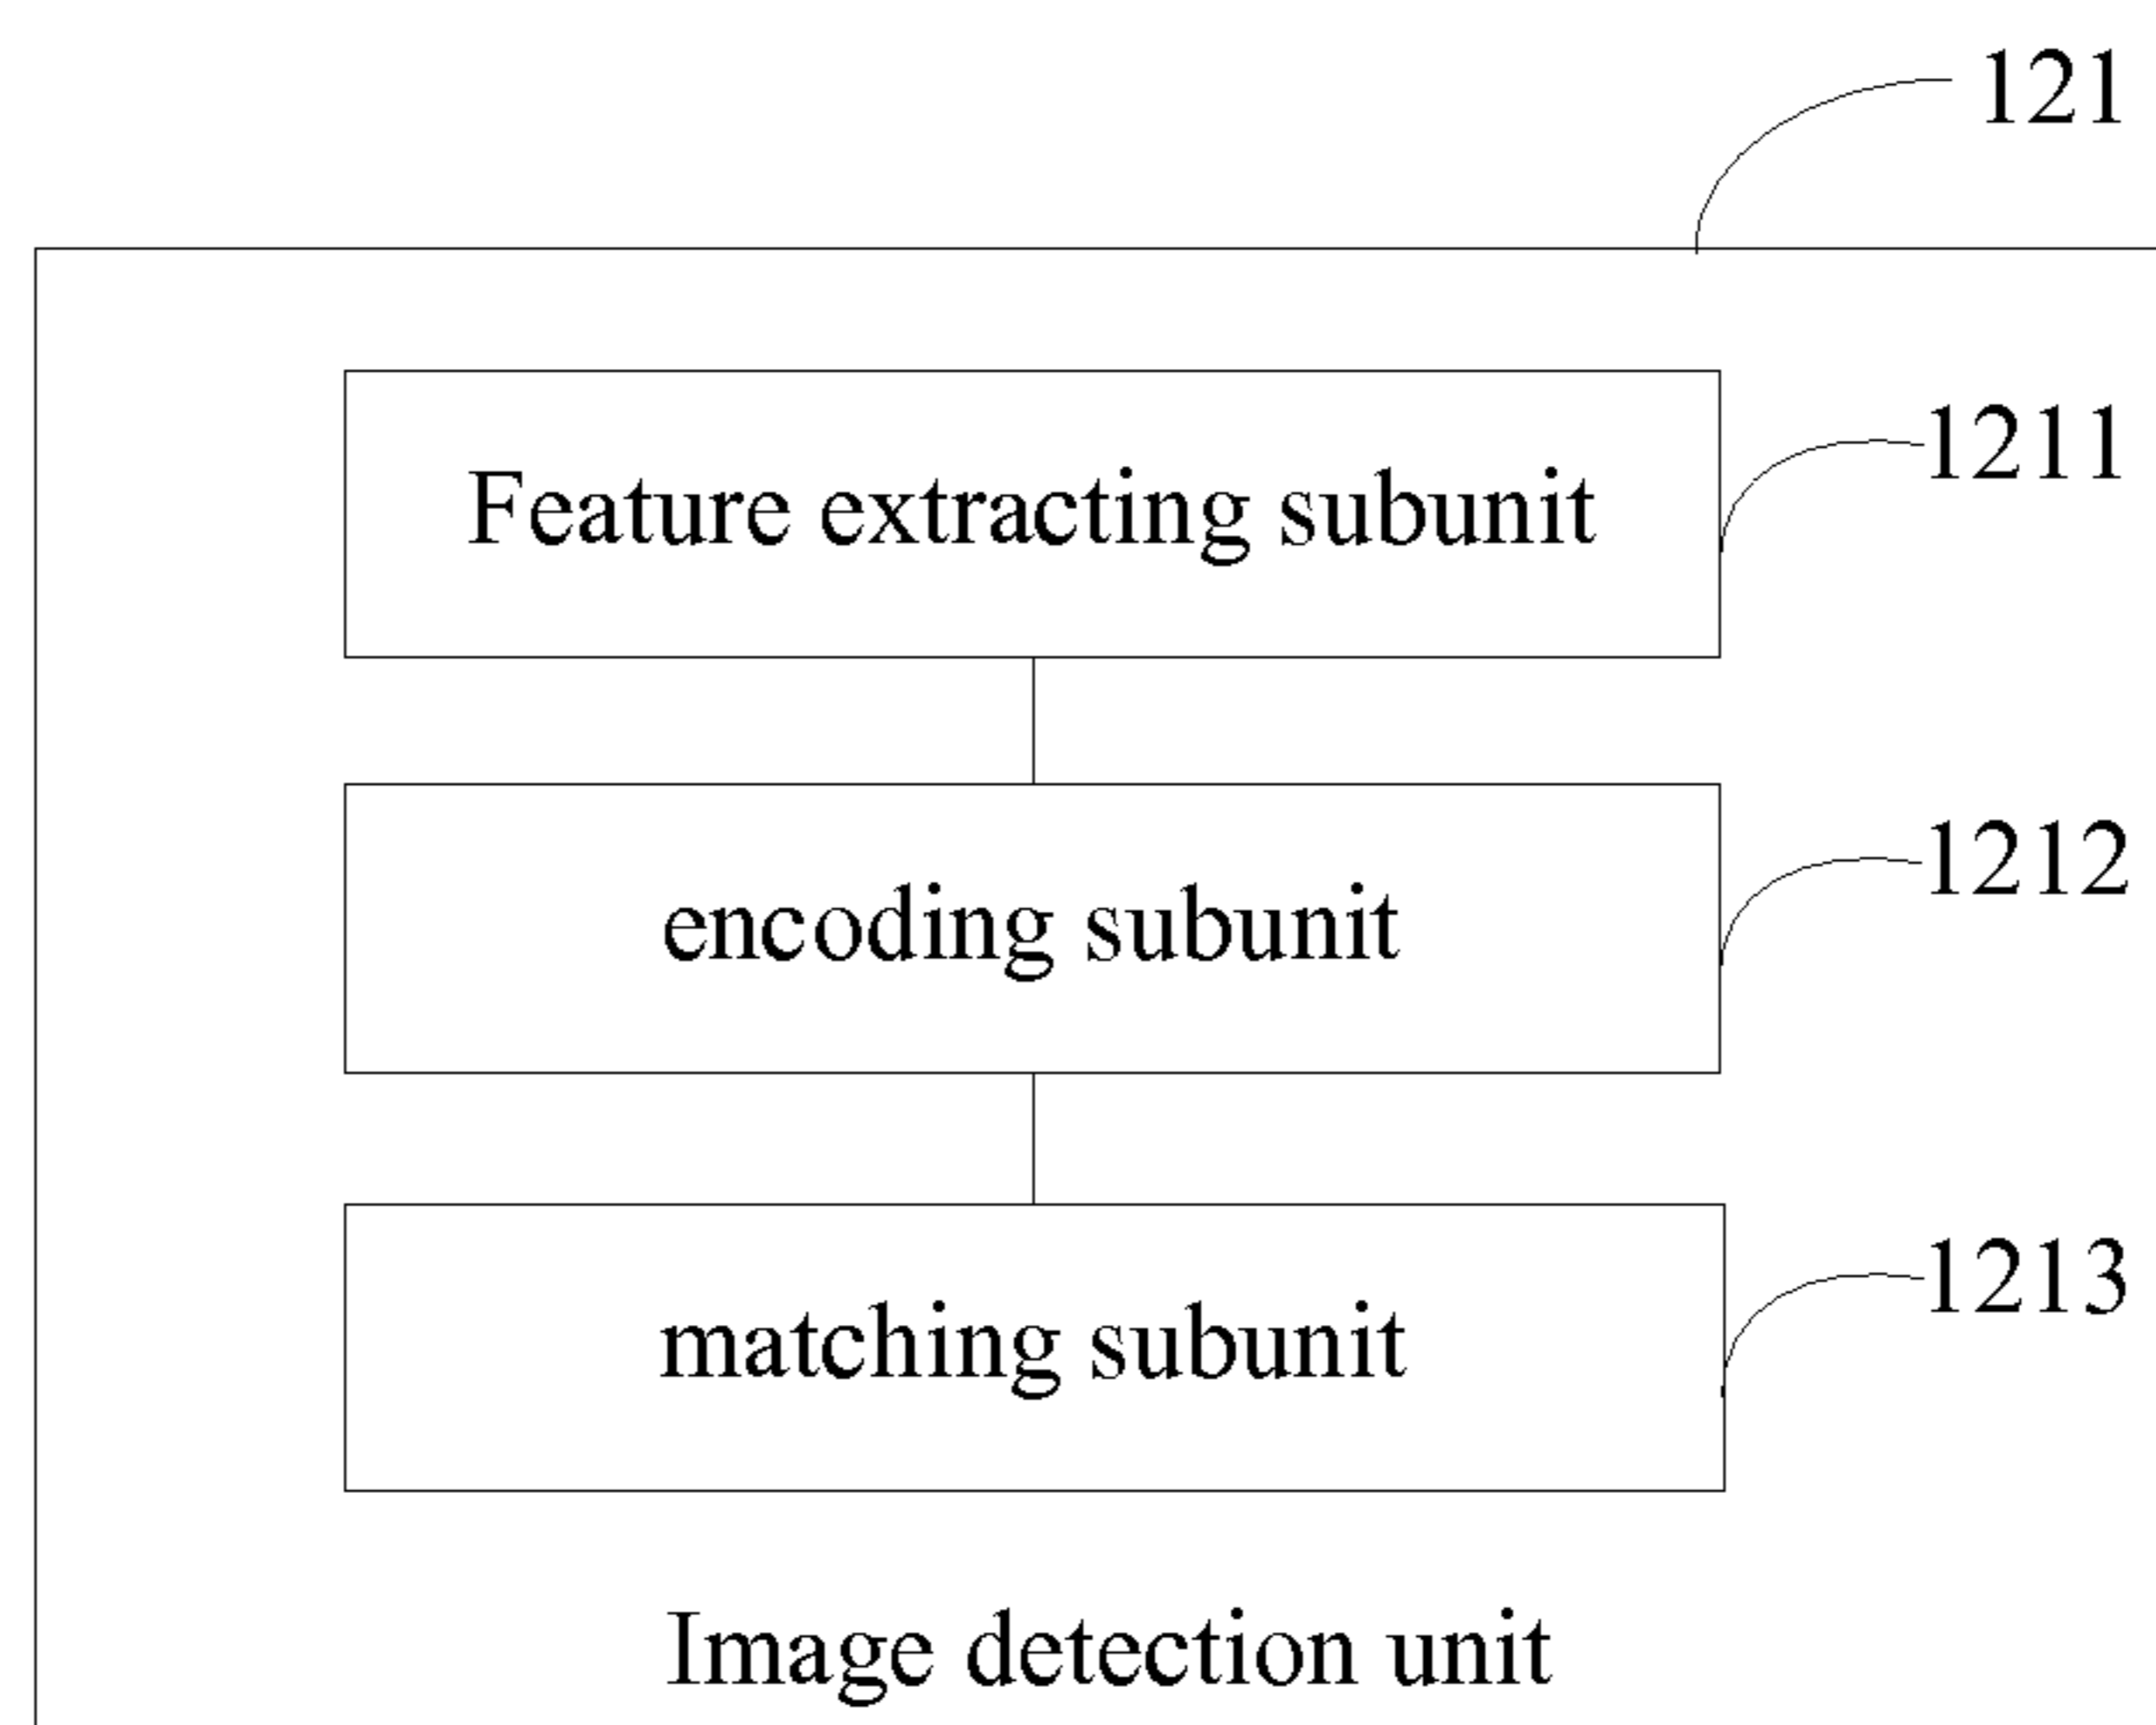 121
Feature extracting subunit
1211
encoding subunit
1212
matching subunit
1213
Image detection unit